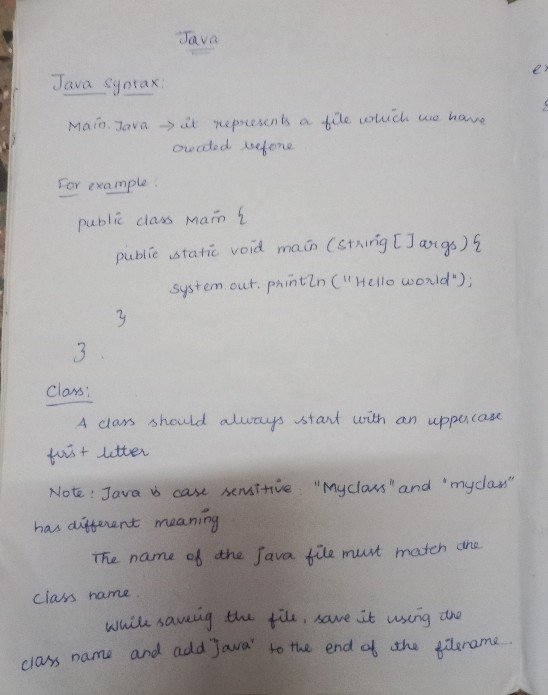 Java
Java Syntax:
Main.Java → it represents a file which we have
created before
For example:
public class Main {
public static void main (string [] args) {
system.out.println ("Hello world");
}
}.
Class:
A class should always start with an uppercase
first letter
Note: Java is case sensitive. "Myclass" and "myclass"
has different meaning
The name of the java file must match the
class name.
While saving the file, save it using the
class name and add "Java" to the end of the filename.
ex